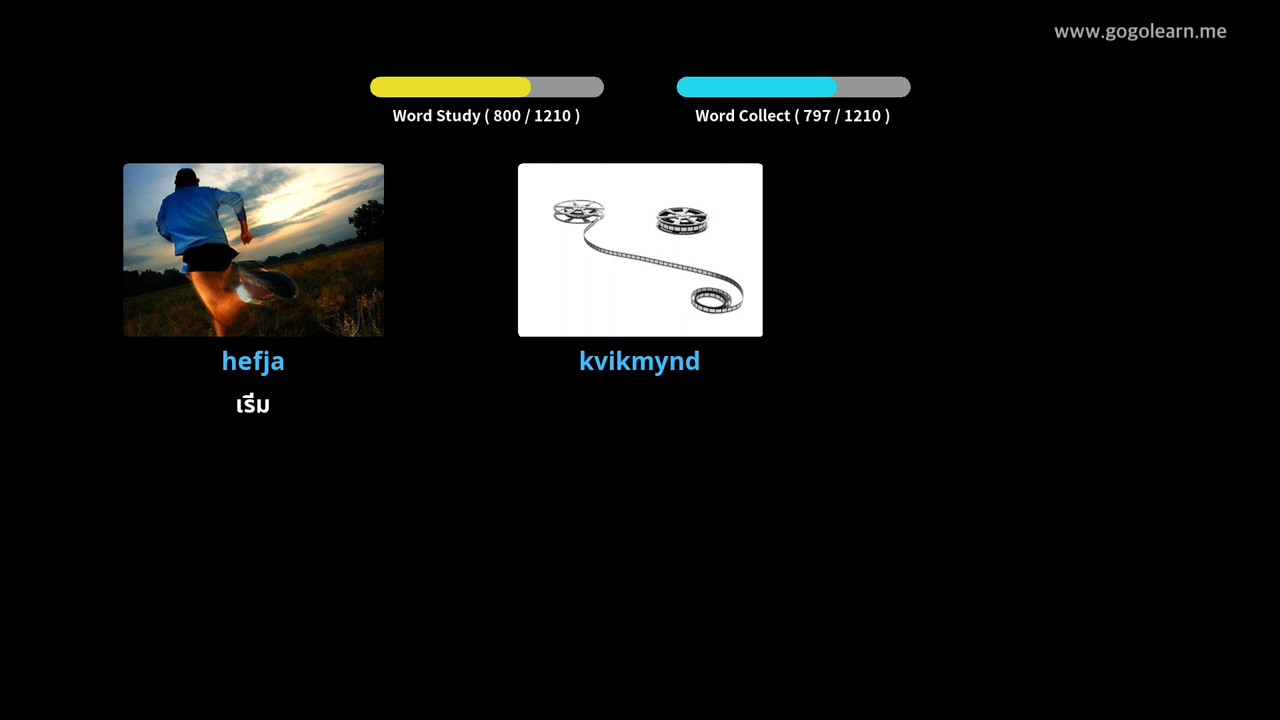 www.gogolearn.me
Word Study ( 800 / 1210 )
Word Collect ( 797 / 1210 )
hefja
เริ่ม
kvikmynd